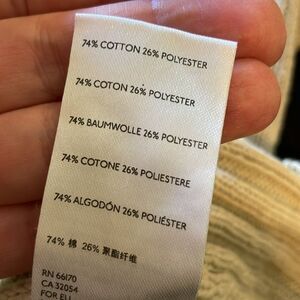 74% COTTON 26% POLYESTER
74% COTON 26% POLYESTER
74% BAUMWOLLE 26% POLYESTER
74% COTONE 26% POLIESTERE
74% ALGODÓN 26% POLIÉSTER
74% 棉 26% 聚酯纤维
RN 66170
CA 32054
FOR EU